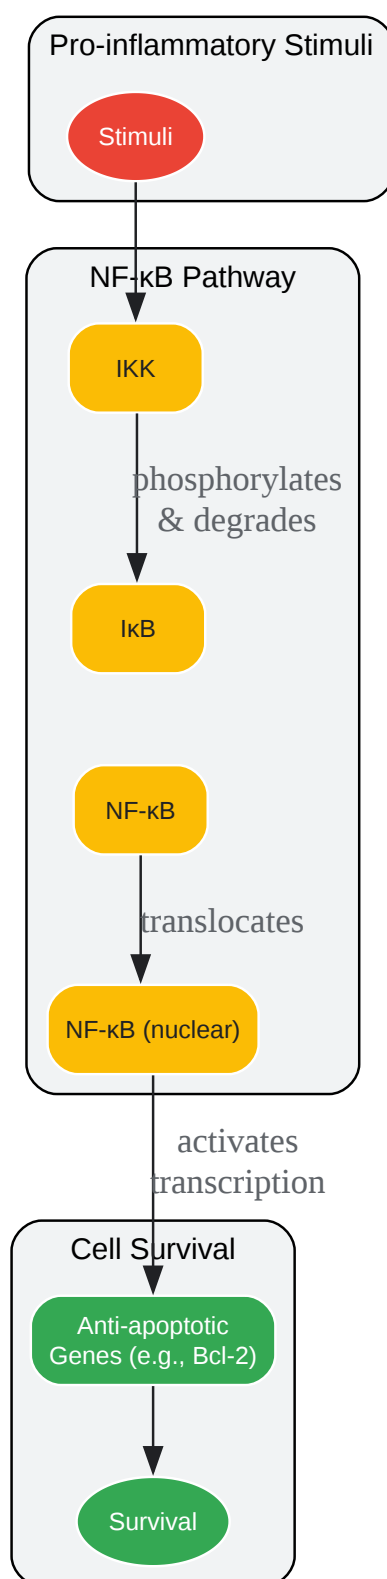 Pro-inflammatory Stimuli
Stimuli
NF-κB Pathway
IKK
phosphorylates
& degrades
IκB
NF-κB
translocates
NF-κB (nuclear)
activates
transcription
Cell Survival
Anti-apoptotic
Genes (e.g., Bcl-2)
Survival